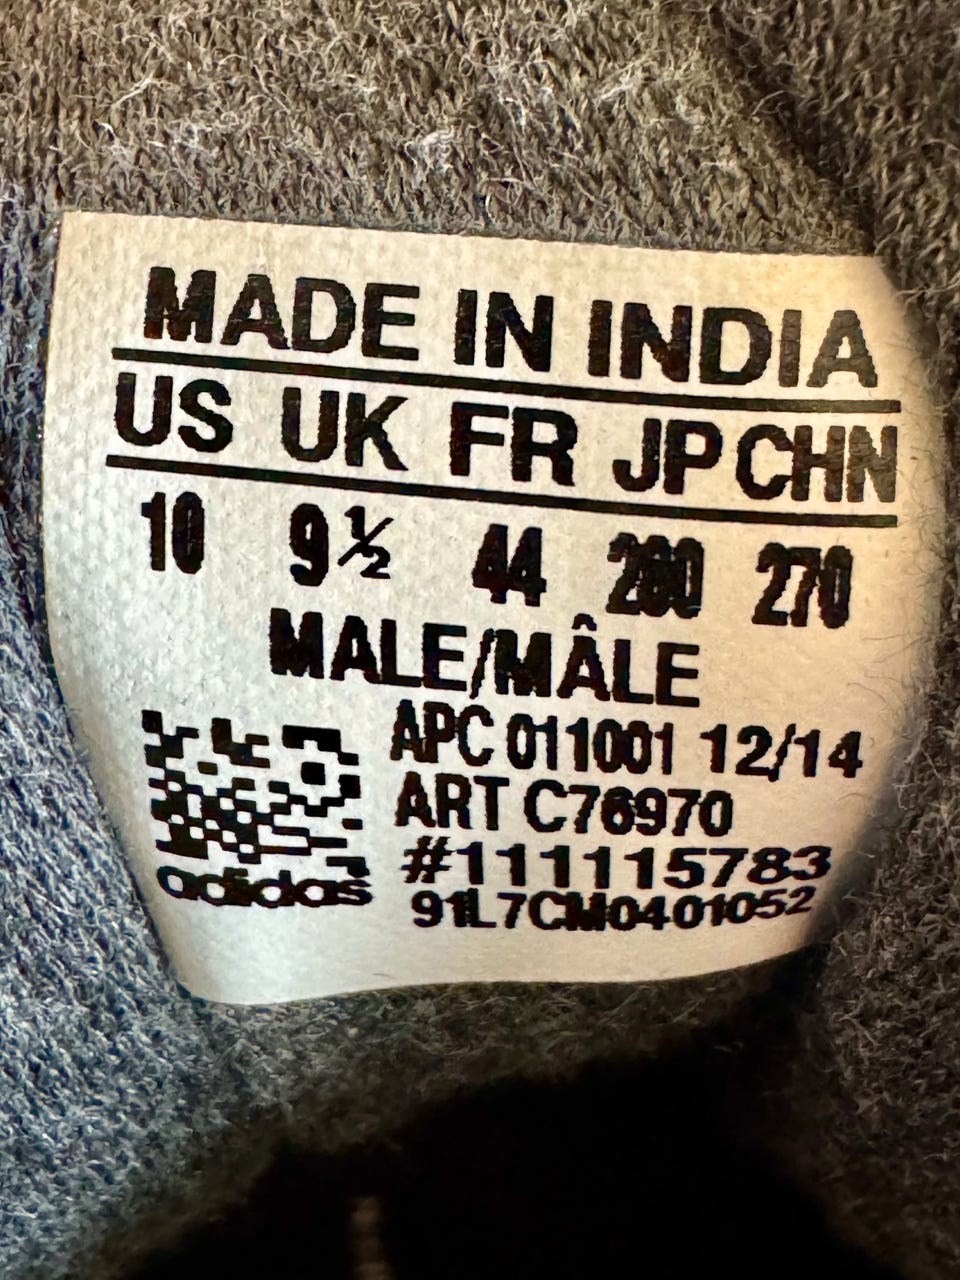 MADE IN INDIA
US UK FR JP CHN
10 9½ 44 280 270
MALE/MÂLE
APC 011001 12/14
ART C76970
#111115783
adidas 91L7CM0401052